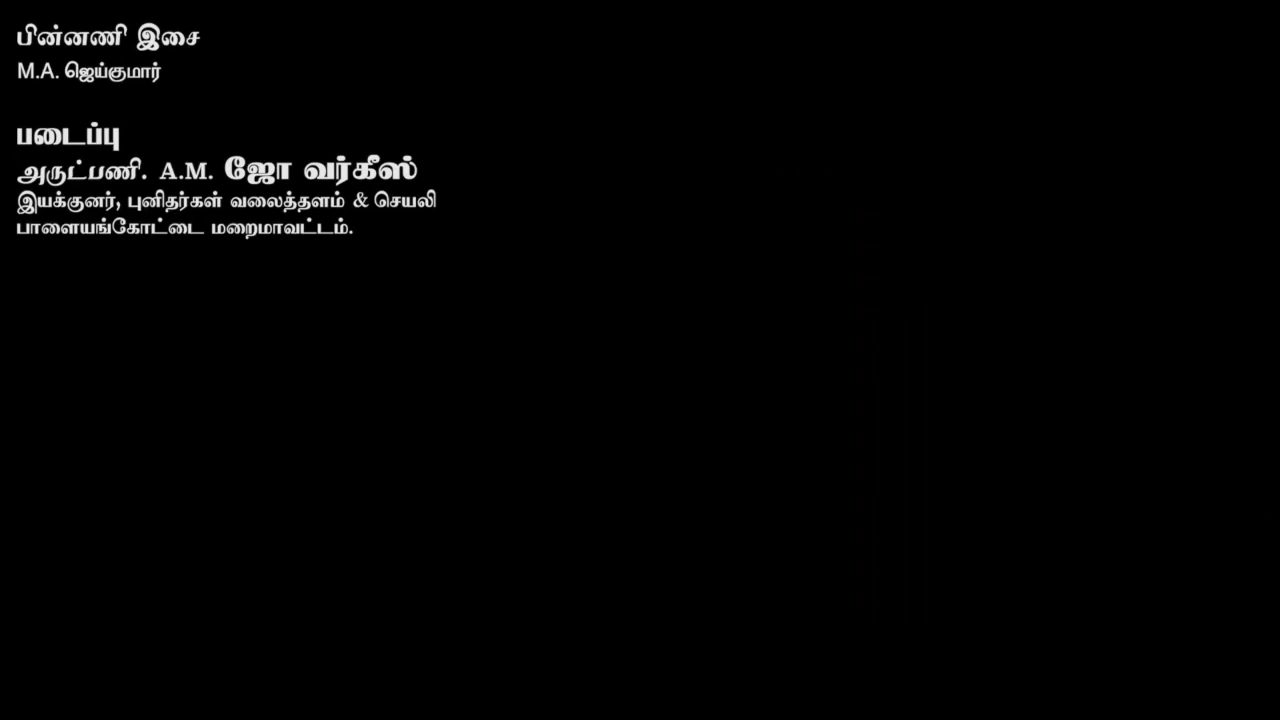 பின்னணி இசை
M.A. ஜெய்குமார்
படைப்பு
அருட்பணி. A.M. ஜோ வர்கீஸ்
இயக்குனர், புனிதர்கள் வலைத்தளம் & செயலி
பாளையங்கோட்டை மறைமாவட்டம்.